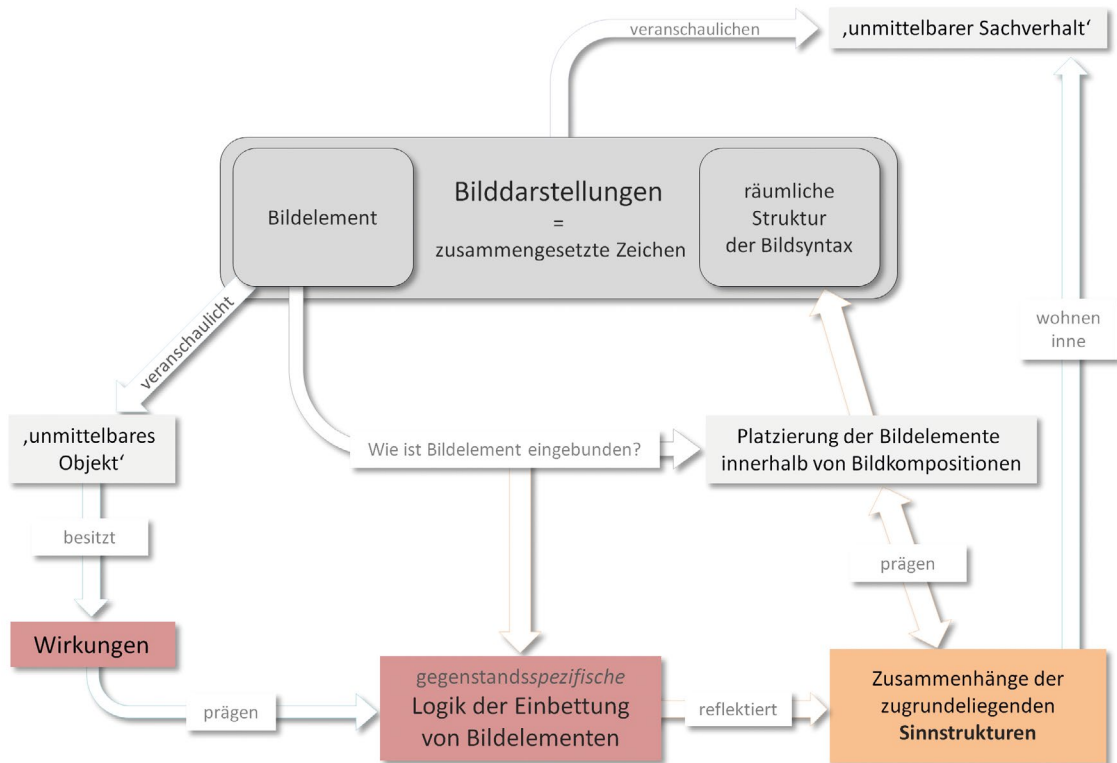 veranschaulichen
‚unmittelbarer Sachverhalt‘
Bildelement
Bilddarstellungen
=
zusammengesetzte Zeichen
räumliche
Struktur
der Bildsyntax
veranschaulicht
wohnen
inne
‚unmittelbares
Objekt‘
Wie ist Bildelement eingebunden?
Platzierung der Bildelemente
innerhalb von Bildkompositionen
besitzt
prägen
Wirkungen
gegenstandsspezifische
Logik der Einbettung
von Bildelementen
prägen
reflektiert
Zusammenhänge der
zugrundeliegenden
Sinnstrukturen